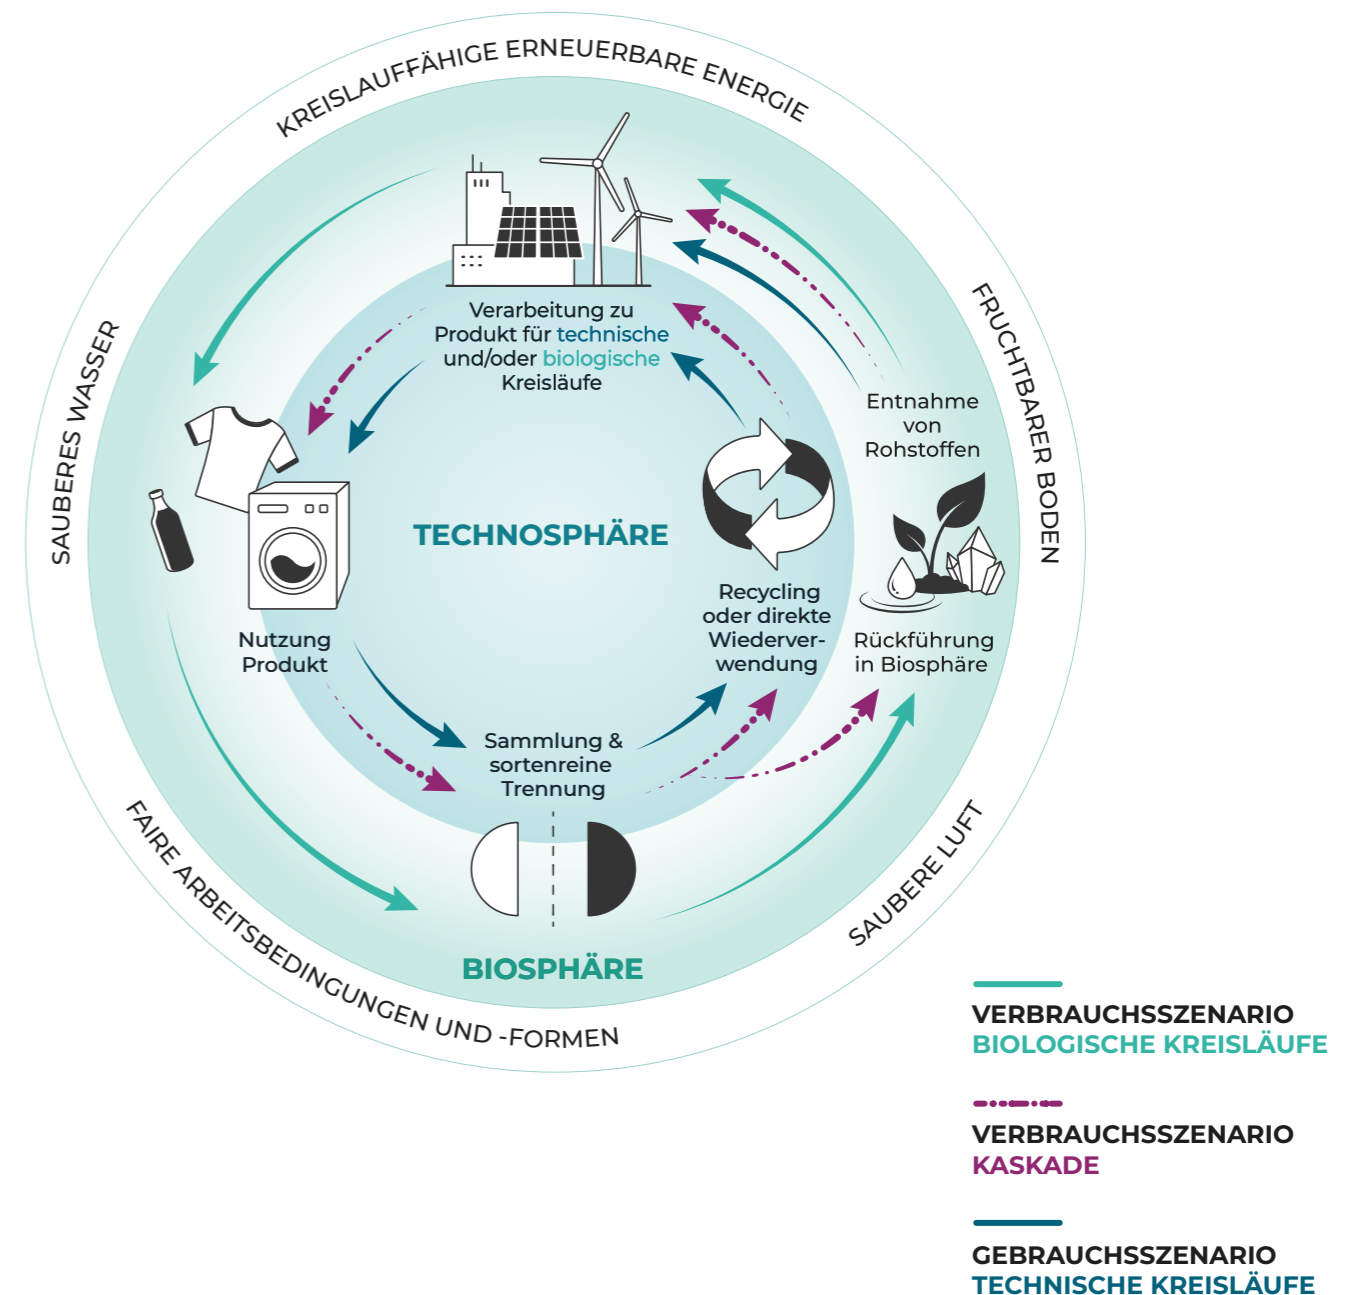 KREISLAUFFÄHIGE ERNEUERBARE ENERGIE
SAUBERES WASSER
FRUCHTBARER BODEN
FAIRE ARBEITSBEDINGUNGEN UND -FORMEN
SAUBERE LUFT
Verarbeitung zu
Produkt für technische
und/oder biologische
Kreisläufe
Entnahme
von
Rohstoffen
TECHNOSPHÄRE
Recycling
oder direkte
Wiederver-
wendung
Rückführung
in Biosphäre
Nutzung
Produkt
Sammlung &
sortenreine
Trennung
BIOSPHÄRE
VERBRAUCHSSZENARIO
BIOLOGISCHE KREISLÄUFE
VERBRAUCHSSZENARIO
KASKADE
GEBRAUCHSSZENARIO
TECHNISCHE KREISLÄUFE